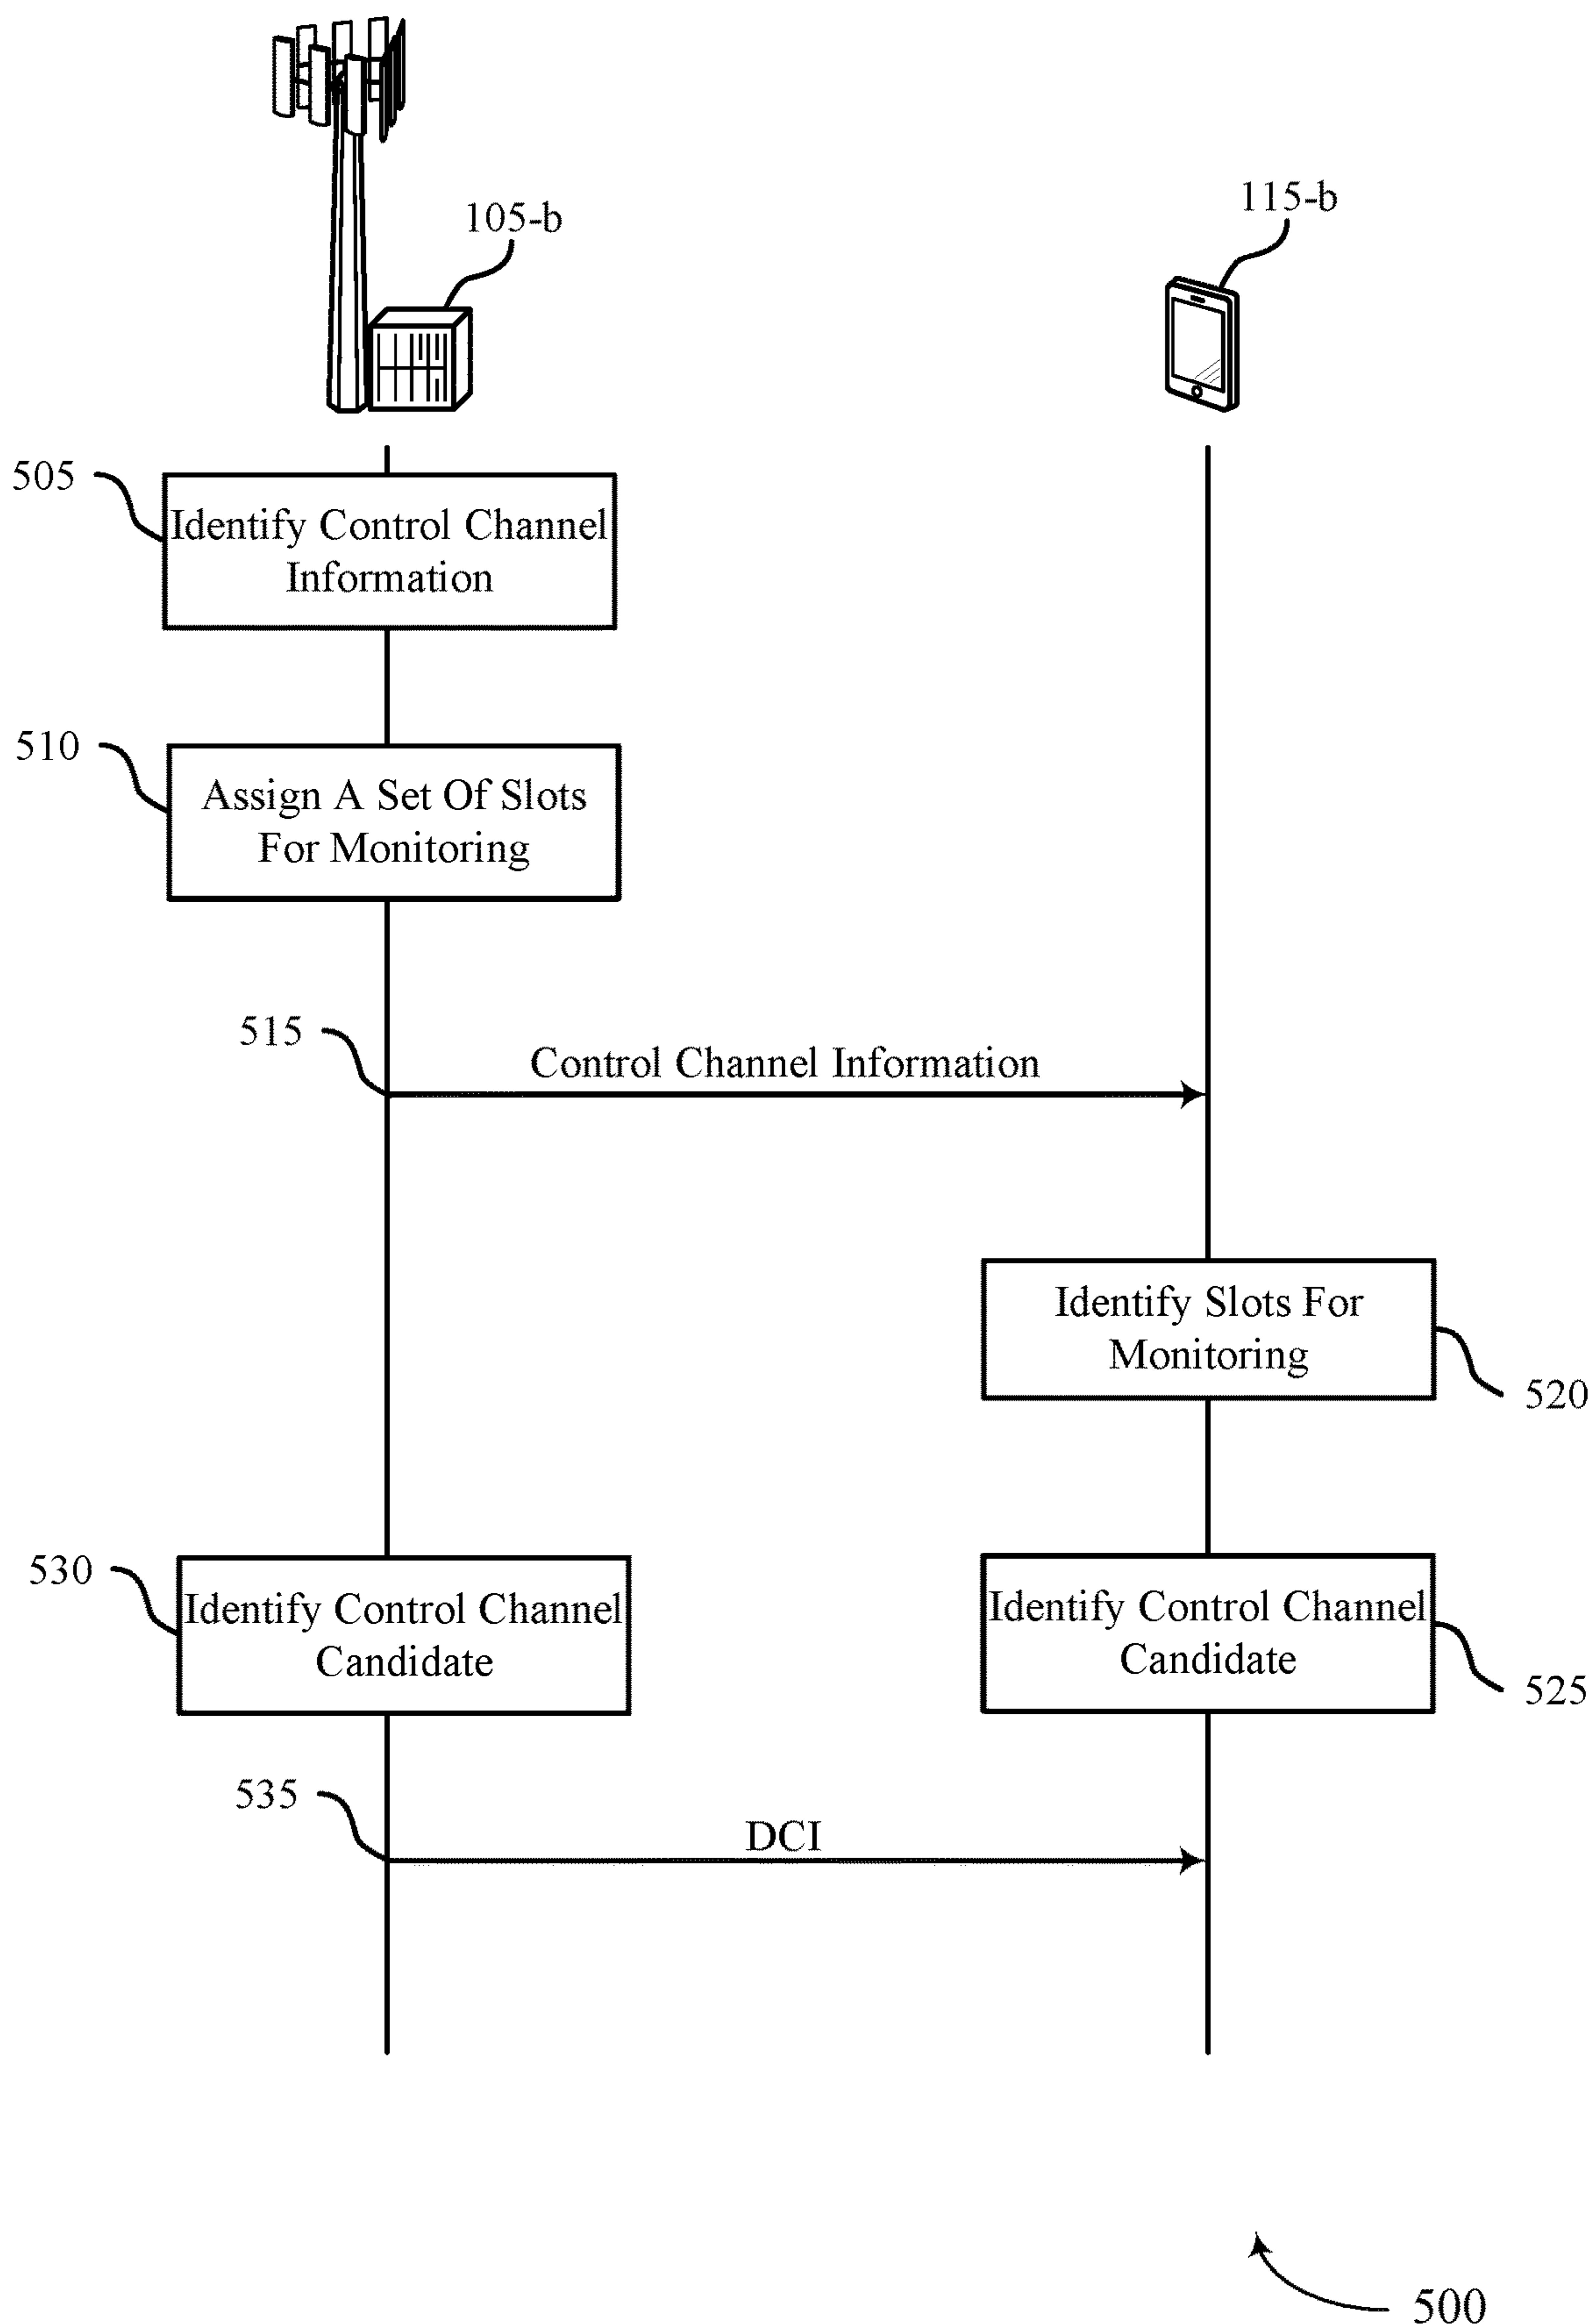 105-b
115-b
505
Identify Control Channel
Information
510
Assign A Set Of Slots
For Monitoring
515
Control Channel Information
Identify Slots For
Monitoring
520
530
Identify Control Channel
Candidate
Identify Control Channel
Candidate
525
535
DCI
500